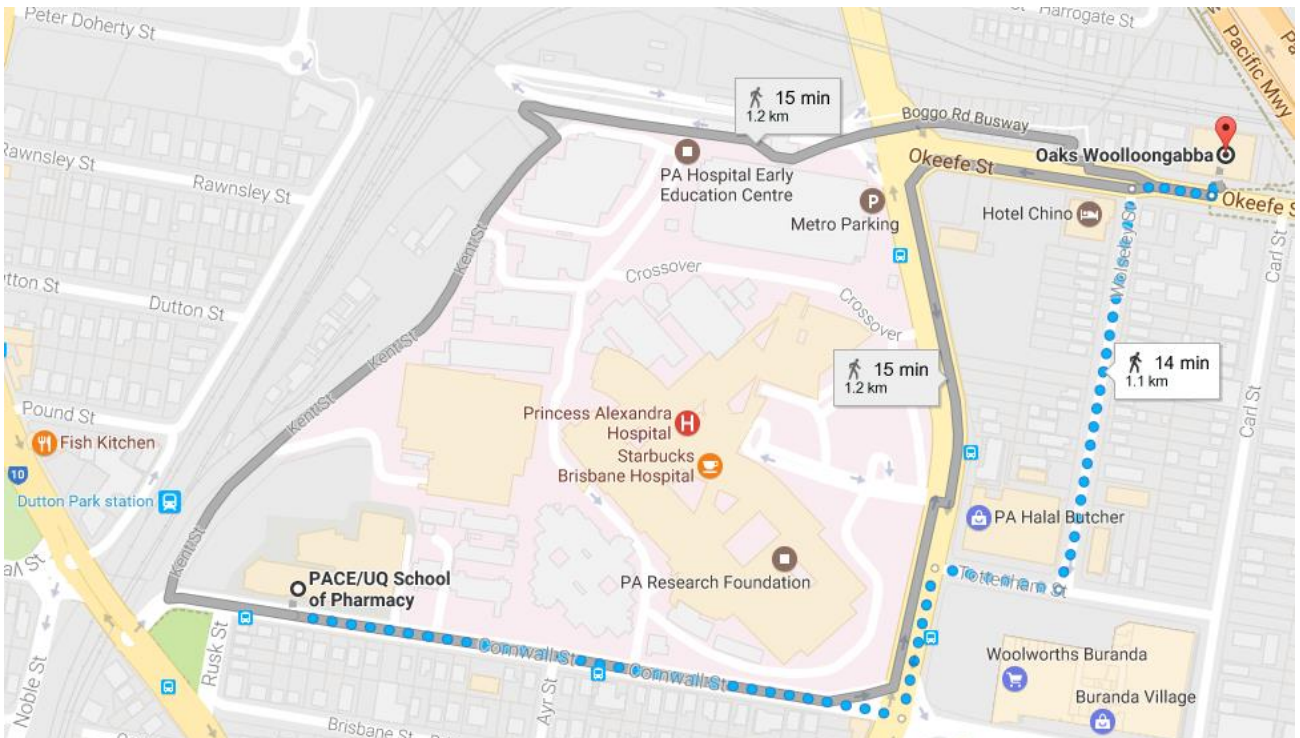 Peter Doherty St
Harrogate St
Pacific Mwy
Pa
15 min
1.2 km
Boggo Rd Busway
Oaks Woolloongabba
Okeefe St
Okeefe S
Rawnsley St
Rawnsley St
PA Hospital Early
Education Centre
P
Metro Parking
Hotel Chino
Wolseley St
Carl St
Kent St
Crossover
Crossover
utton St
Dutton St
Kent St
15 min
1.2 km
14 min
1.1 km
Pound St
Fish Kitchen
Kent St
Princess Alexandra
Hospital
H
Starbucks
Brisbane Hospital
Carl St
10
Dutton Park station
PA Halal Butcher
Kent St
PACE/UQ School
of Pharmacy
PA Research Foundation
Tottenham St
Cornwall St
Cornwall St
Rusk St
Noble St
Ayr St
Brisbane St
Woolworths Buranda
Buranda Village